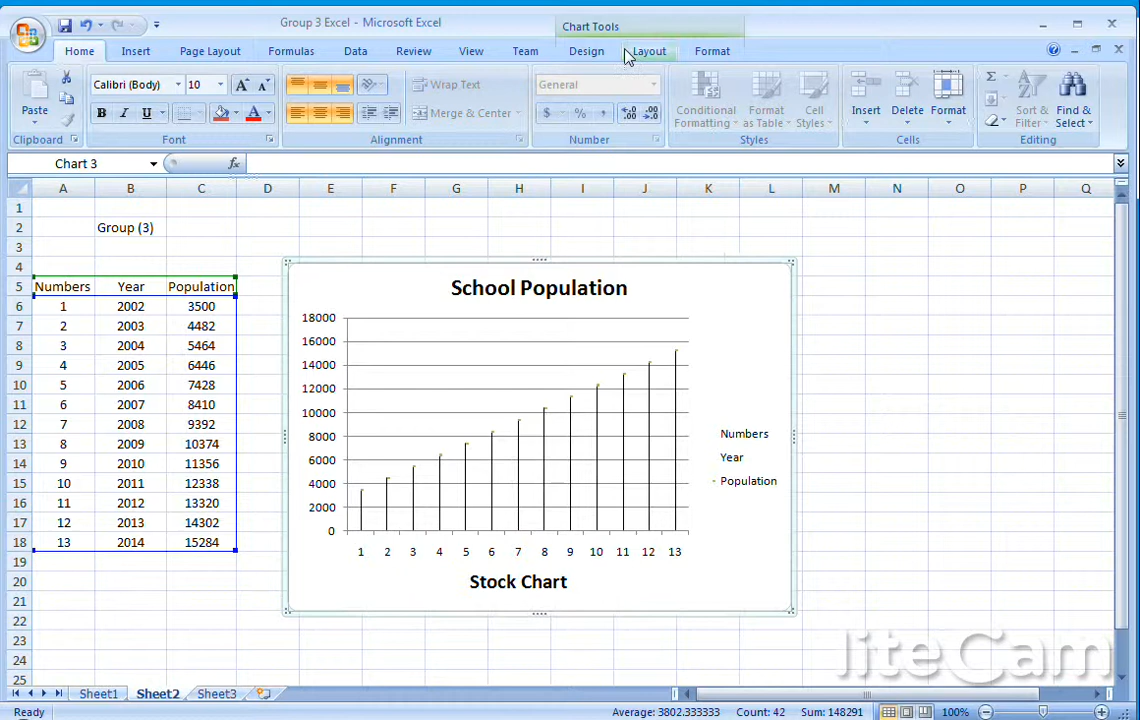 Group 3 Excel - Microsoft Excel
Chart Tools
Home Insert Page Layout Formulas Data Review View Team Design Layout Format
Paste
Calibri (Body) 10
B I U
Wrap Text
Merge & Center
General
$ % ,
Conditional Formatting
Format as Table
Cell Styles
Insert
Delete
Format
Sort & Filter
Find & Select
Clipboard Font Alignment Number Styles Cells Editing
Chart 3 fx
A B C D E F G H I J K L M N O P Q
1
2 Group (3)
3
4
5 Numbers Year Population
6 1 2002 3500
7 2 2003 4482
8 3 2004 5464
9 4 2005 6446
10 5 2006 7428
11 6 2007 8410
12 7 2008 9392
13 8 2009 10374
14 9 2010 11356
15 10 2011 12338
16 11 2012 13320
17 12 2013 14302
18 13 2014 15284
19
20
21
22
23
24
25
School Population
18000
16000
14000
12000
10000
8000
6000
4000
2000
0
1 2 3 4 5 6 7 8 9 10 11 12 13
Stock Chart
Numbers
Year
Population
liteCam
Sheet1 Sheet2 Sheet3
Ready Average: 3802.333333 Count: 42 Sum: 148291 100%